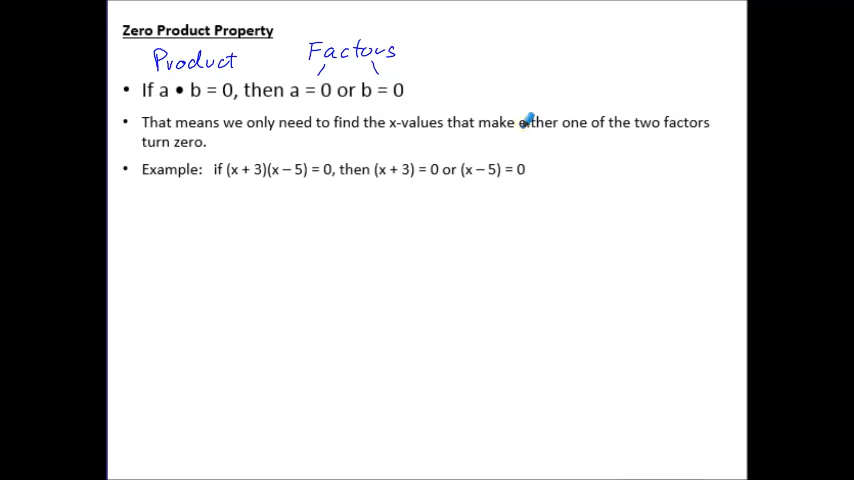 Zero Product Property
Product Factors
• If a • b = 0, then a = 0 or b = 0
• That means we only need to find the x-values that make either one of the two factors
turn zero.
• Example: if (x + 3)(x – 5) = 0, then (x + 3) = 0 or (x – 5) = 0